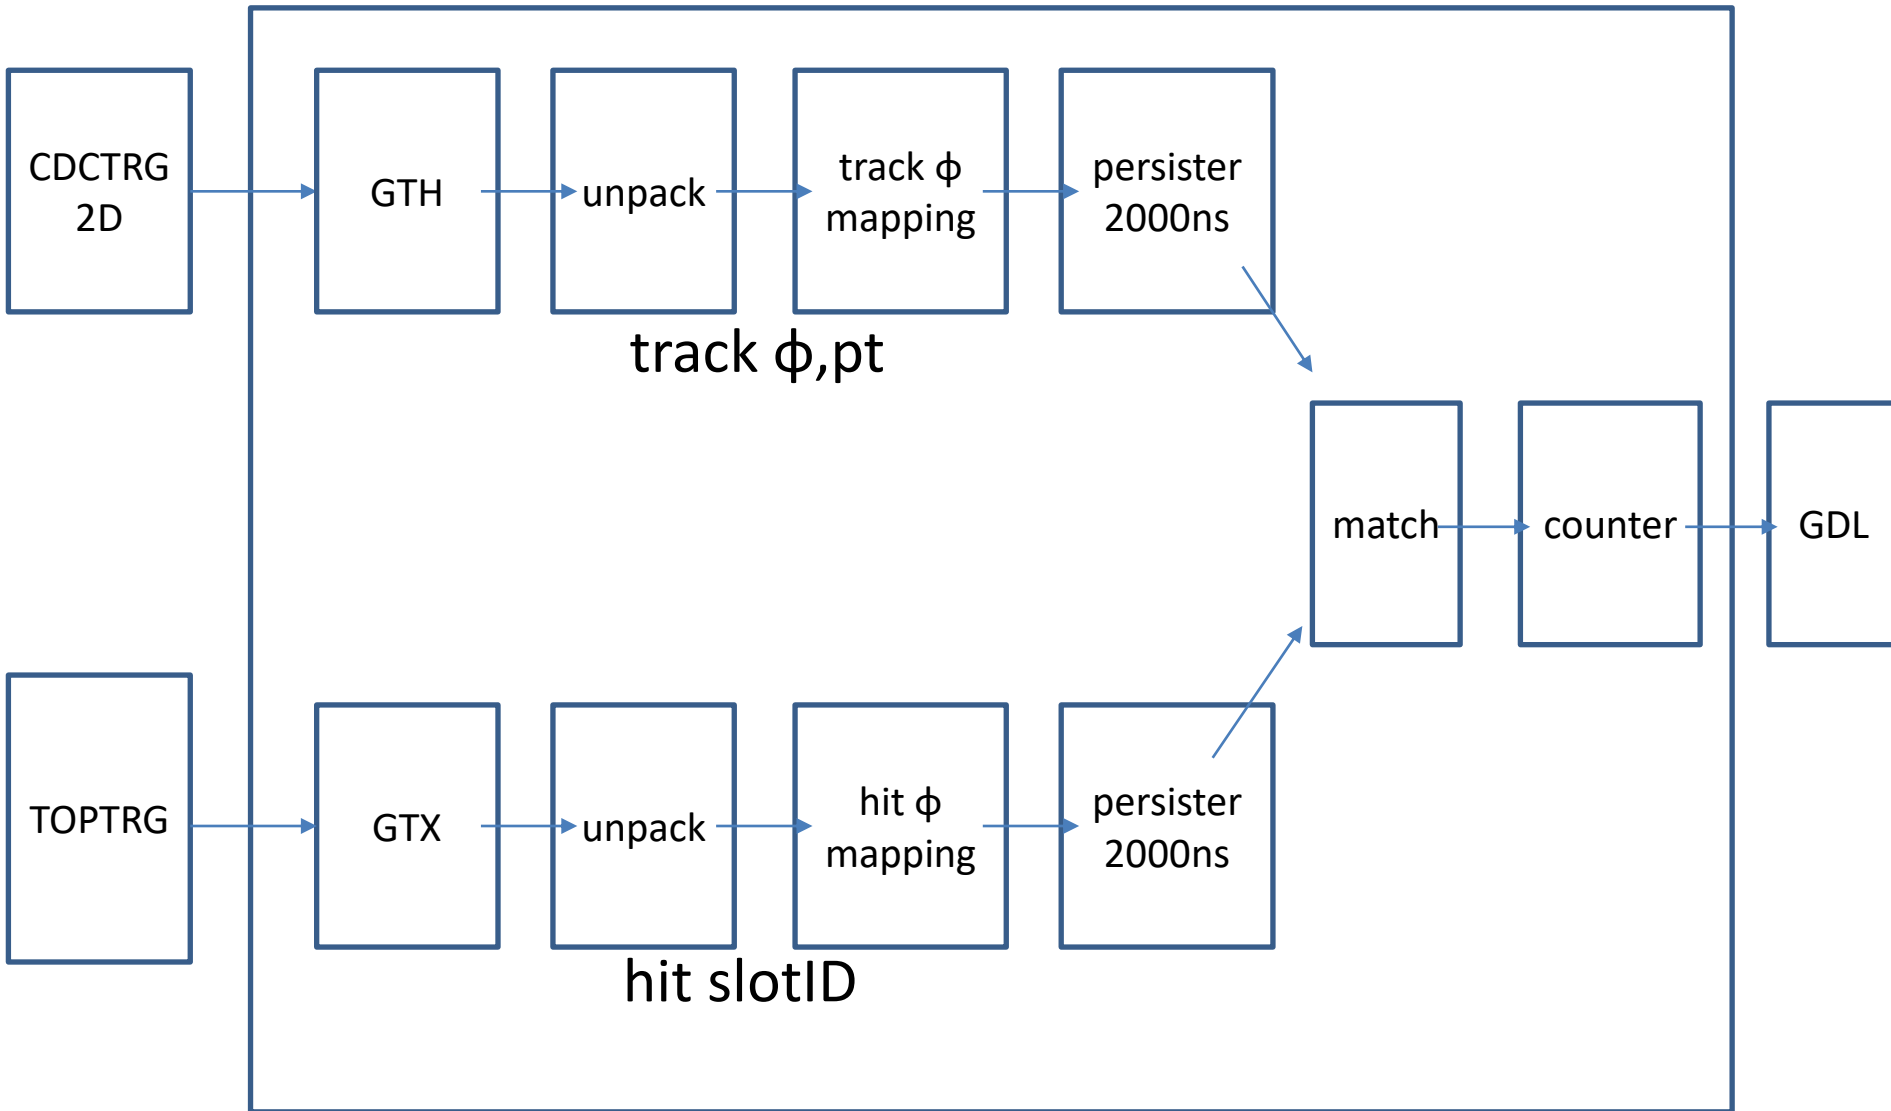 CDCTRG
2D
GTH
unpack
track ϕ
mapping
persister
2000ns
track ϕ,pt
match
counter
GDL
TOPTRG
GTX
unpack
hit ϕ
mapping
persister
2000ns
hit slotID